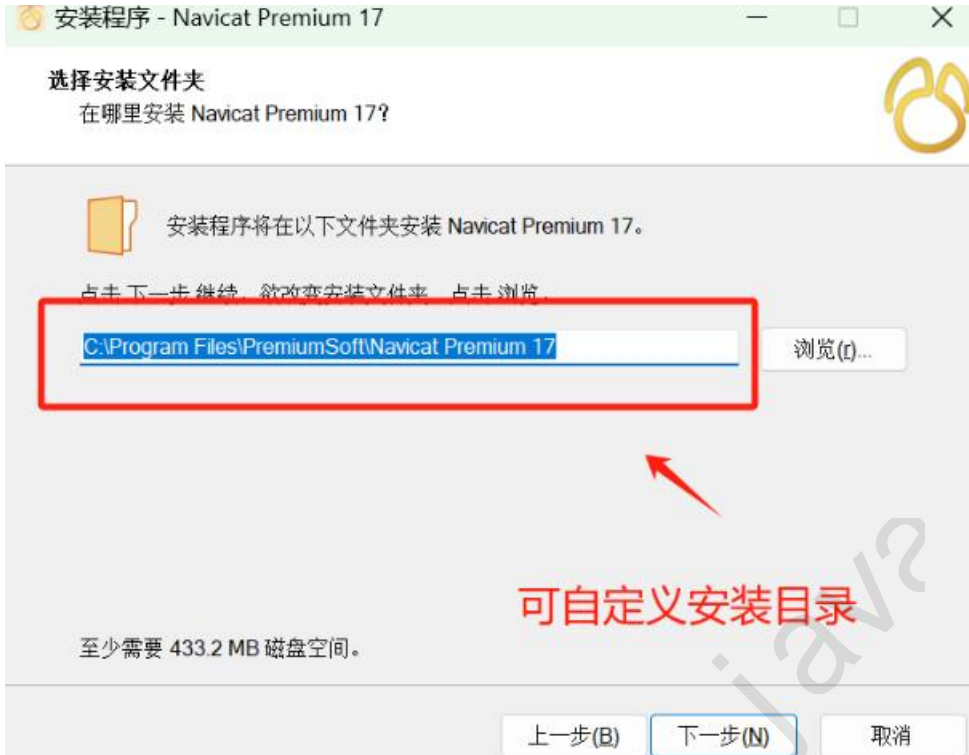 安装程序 - Navicat Premium 17
选择安装文件夹
在哪里安装 Navicat Premium 17?
安装程序将在以下文件夹安装 Navicat Premium 17。
点击 下一步 继续。欲改变安装文件夹，点击 浏览。
C:\Program Files\PremiumSoft\Navicat Premium 17
浏览(r)...
可自定义安装目录
至少需要 433.2 MB 磁盘空间。
java
上一步(B)
下一步(N)
取消